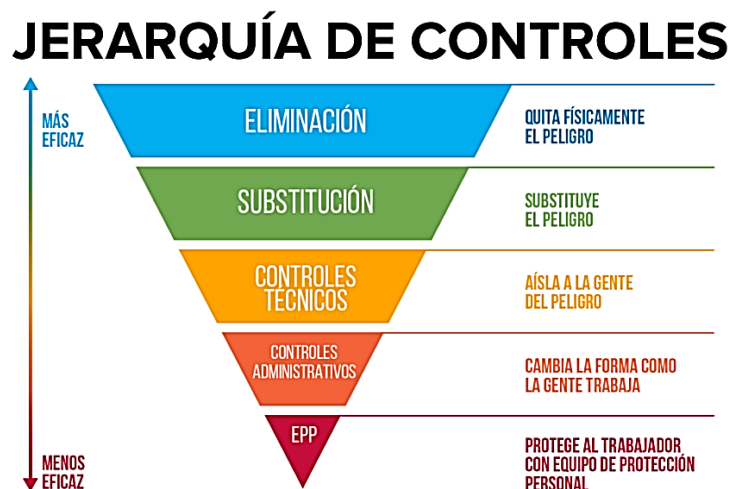 JERARQUÍA DE CONTROLES
MÁS
EFICAZ
ELIMINACIÓN
QUITA FÍSICAMENTE
EL PELIGRO
SUBSTITUCIÓN
SUBSTITUYE
EL PELIGRO
CONTROLES
TÉCNICOS
AÍSLA A LA GENTE
DEL PELIGRO
CONTROLES
ADMINISTRATIVOS
CAMBIA LA FORMA COMO
LA GENTE TRABAJA
EPP
MENOS
EFICAZ
PROTEGE AL TRABAJADOR
CON EQUIPO DE PROTECCIÓN
PERSONAL